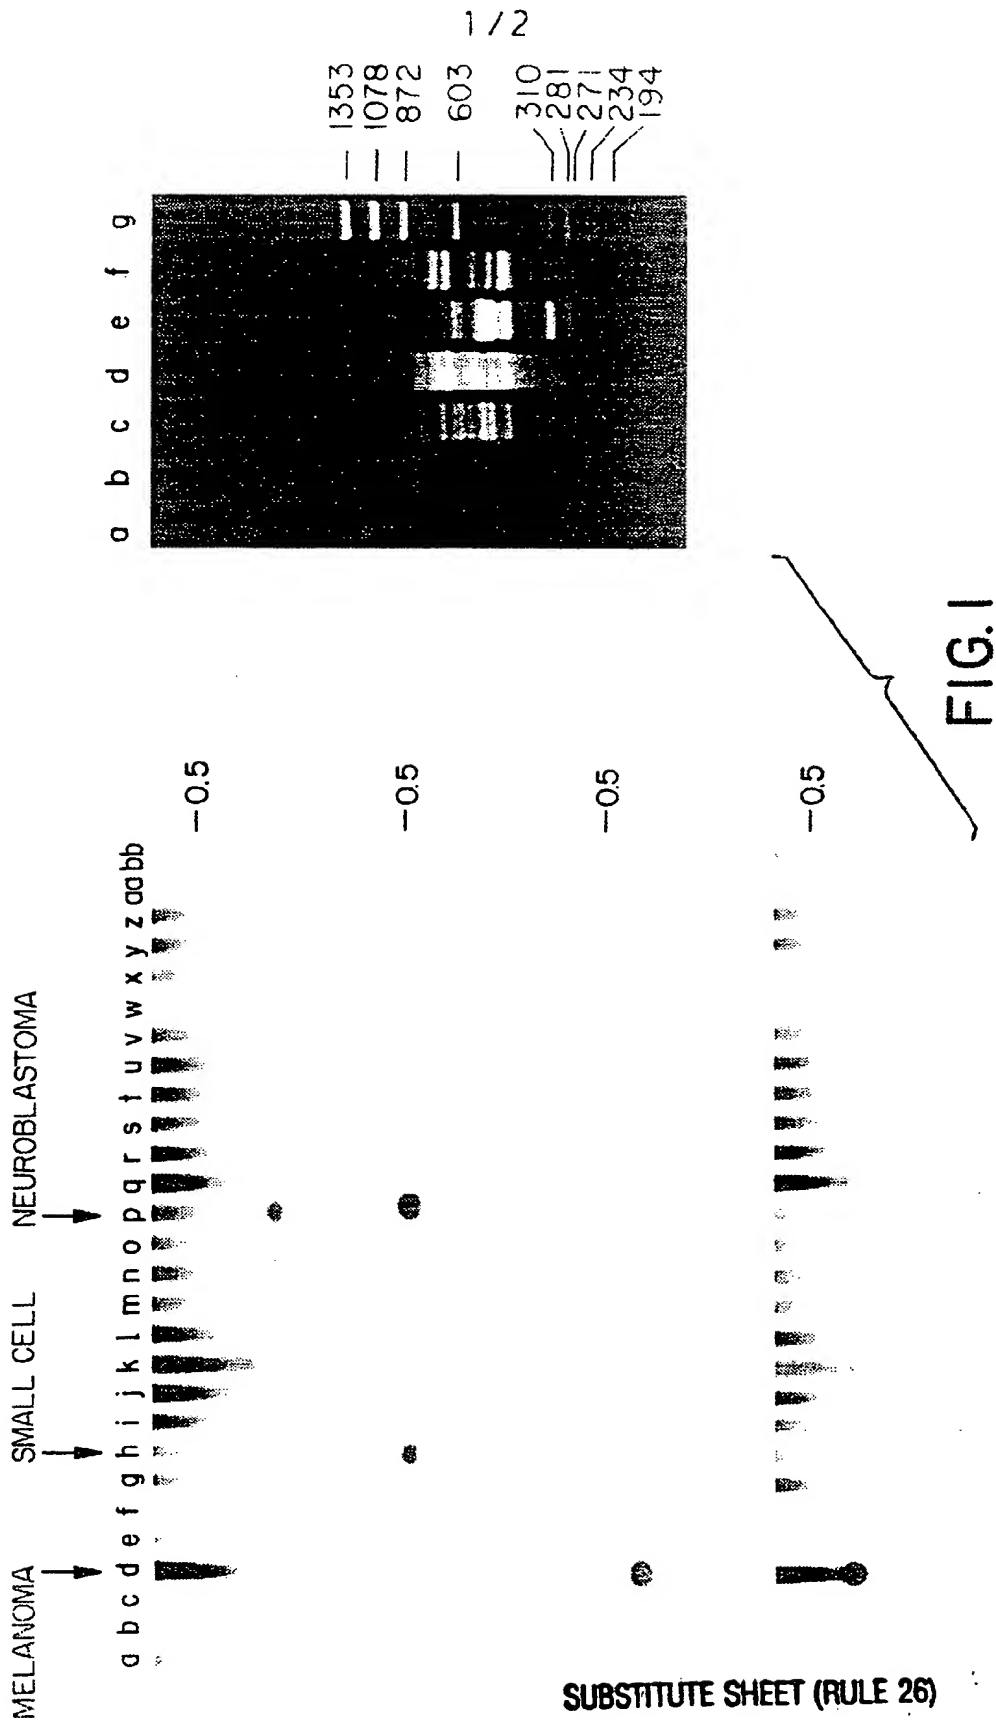 1 / 2
MELANOMA SMALL CELL NEUROBLASTOMA
a b c d e f g h i j k l m n o p q r s t u v w x y z aa bb
-0.5
-0.5
-0.5
-0.5
a b c d e f g
1353
1078
872
603
310
281
271
234
194
FIG. 1
SUBSTITUTE SHEET (RULE 26)